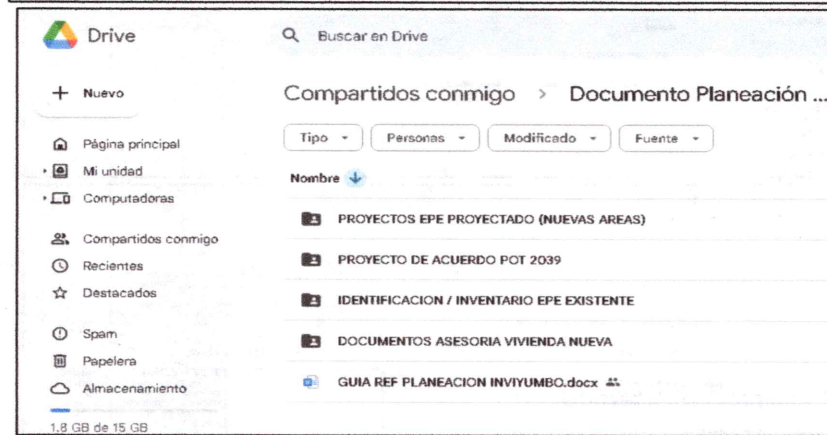 Drive
Buscar en Drive
Nuevo
Compartidos conmigo > Documento Planeación ...
Tipo Personas Modificado Fuente
Página principal
Mi unidad
Computadoras
Nombre
PROYECTOS EPE PROYECTADO (NUEVAS AREAS)
Compartidos conmigo
PROYECTO DE ACUERDO POT 2039
Recientes
Destacados
IDENTIFICACION / INVENTARIO EPE EXISTENTE
Spam
DOCUMENTOS ASESORIA VIVIENDA NUEVA
Papelera
Almacenamiento
GUIA REF PLANEACION INVIYUMBO.docx
1.8 GB de 15 GB